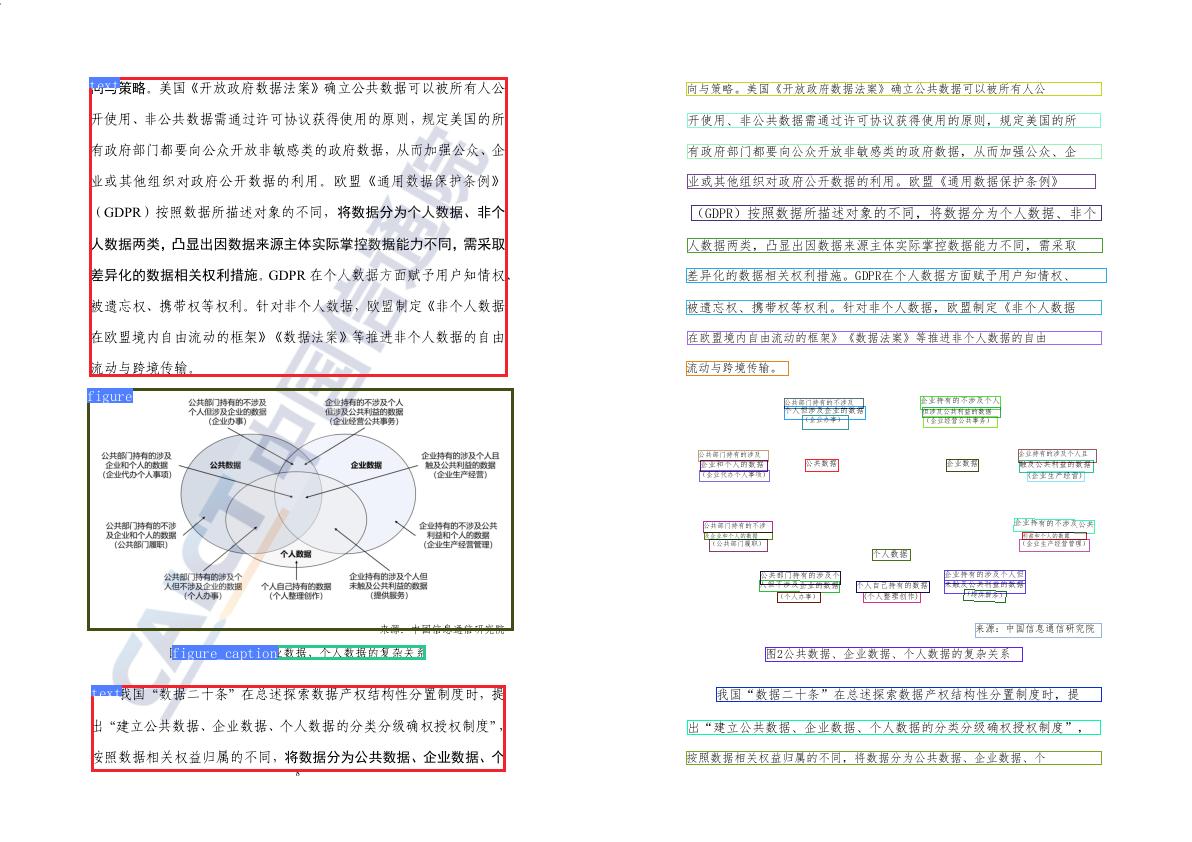 text
向与策略。美国《开放政府数据法案》确立公共数据可以被所有人公
开使用、非公共数据需通过许可协议获得使用的原则，规定美国的所
有政府部门都要向公众开放非敏感类的政府数据，从而加强公众、企
业或其他组织对政府公开数据的利用。欧盟《通用数据保护条例》
（GDPR）按照数据所描述对象的不同，将数据分为个人数据、非个
人数据两类，凸显出因数据来源主体实际掌控数据能力不同，需采取
差异化的数据相关权利措施。GDPR 在个人数据方面赋予用户知情权、
被遗忘权、携带权等权利。针对非个人数据，欧盟制定《非个人数据
在欧盟境内自由流动的框架》《数据法案》等推进非个人数据的自由
流动与跨境传输。
figure
公共部门持有的不涉及
个人但涉及企业的数据
（企业办事）
企业持有的不涉及个人
但涉及公共利益的数据
（企业经营公共事务）
公共部门持有的涉及
企业和个人的数据
（企业代办个人事项）
公共数据
企业数据
企业持有的涉及个人且
触及公共利益的数据
（企业生产经营）
公共部门持有的不涉
及企业和个人的数据
（公共部门履职）
企业持有的不涉及公共
利益和个人的数据
（企业生产经营管理）
个人数据
公共部门持有的涉及个
人但不涉及企业的数据
（个人办事）
个人自己持有的数据
（个人整理创作）
企业持有的涉及个人但
未触及公共利益的数据
（提供服务）
来源：中国信息通信研究院
figure_caption
业数据、个人数据的复杂关系
text
我国“数据二十条”在总述探索数据产权结构性分置制度时，提
出“建立公共数据、企业数据、个人数据的分类分级确权授权制度”，
按照数据相关权益归属的不同，将数据分为公共数据、企业数据、个
8
CAICT中国信通院
向与策略。美国《开放政府数据法案》确立公共数据可以被所有人公
开使用、非公共数据需通过许可协议获得使用的原则，规定美国的所
有政府部门都要向公众开放非敏感类的政府数据，从而加强公众、企
业或其他组织对政府公开数据的利用。欧盟《通用数据保护条例》
（GDPR）按照数据所描述对象的不同，将数据分为个人数据、非个
人数据两类，凸显出因数据来源主体实际掌控数据能力不同，需采取
差异化的数据相关权利措施。GDPR在个人数据方面赋予用户知情权、
被遗忘权、携带权等权利。针对非个人数据，欧盟制定《非个人数据
在欧盟境内自由流动的框架》《数据法案》等推进非个人数据的自由
流动与跨境传输。
公共部门持有的不涉及
个人但涉及企业的数据
（企业办事）
企业持有的不涉及个人
但涉及公共利益的数据
（企业经营公共事务）
公共部门持有的涉及
企业和个人的数据
（企业代办个人事项）
公共数据
企业数据
企业持有的涉及个人且
触及公共利益的数据
（企业生产经营）
公共部门持有的不涉
及企业和个人的数据
（公共部门履职）
企业持有的不涉及公共
利益和个人的数据
（企业生产经营管理）
个人数据
公共部门持有的涉及个
人但不涉及企业的数据
（个人办事）
个人自己持有的数据
（个人整理创作）
企业持有的涉及个人但
未触及公共利益的数据
（提供服务）
来源：中国信息通信研究院
图2公共数据、企业数据、个人数据的复杂关系
我国“数据二十条”在总述探索数据产权结构性分置制度时，提
出“建立公共数据、企业数据、个人数据的分类分级确权授权制度”，
按照数据相关权益归属的不同，将数据分为公共数据、企业数据、个